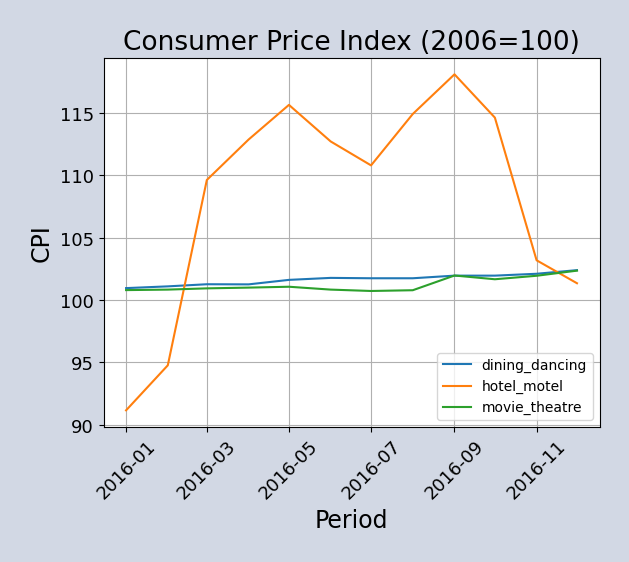 Consumer Price Index (2006=100)
115
110
105
100
95
90
CPI
dining_dancing
hotel_motel
movie_theatre
2016-01
2016-03
2016-05
2016-07
2016-09
2016-11
Period